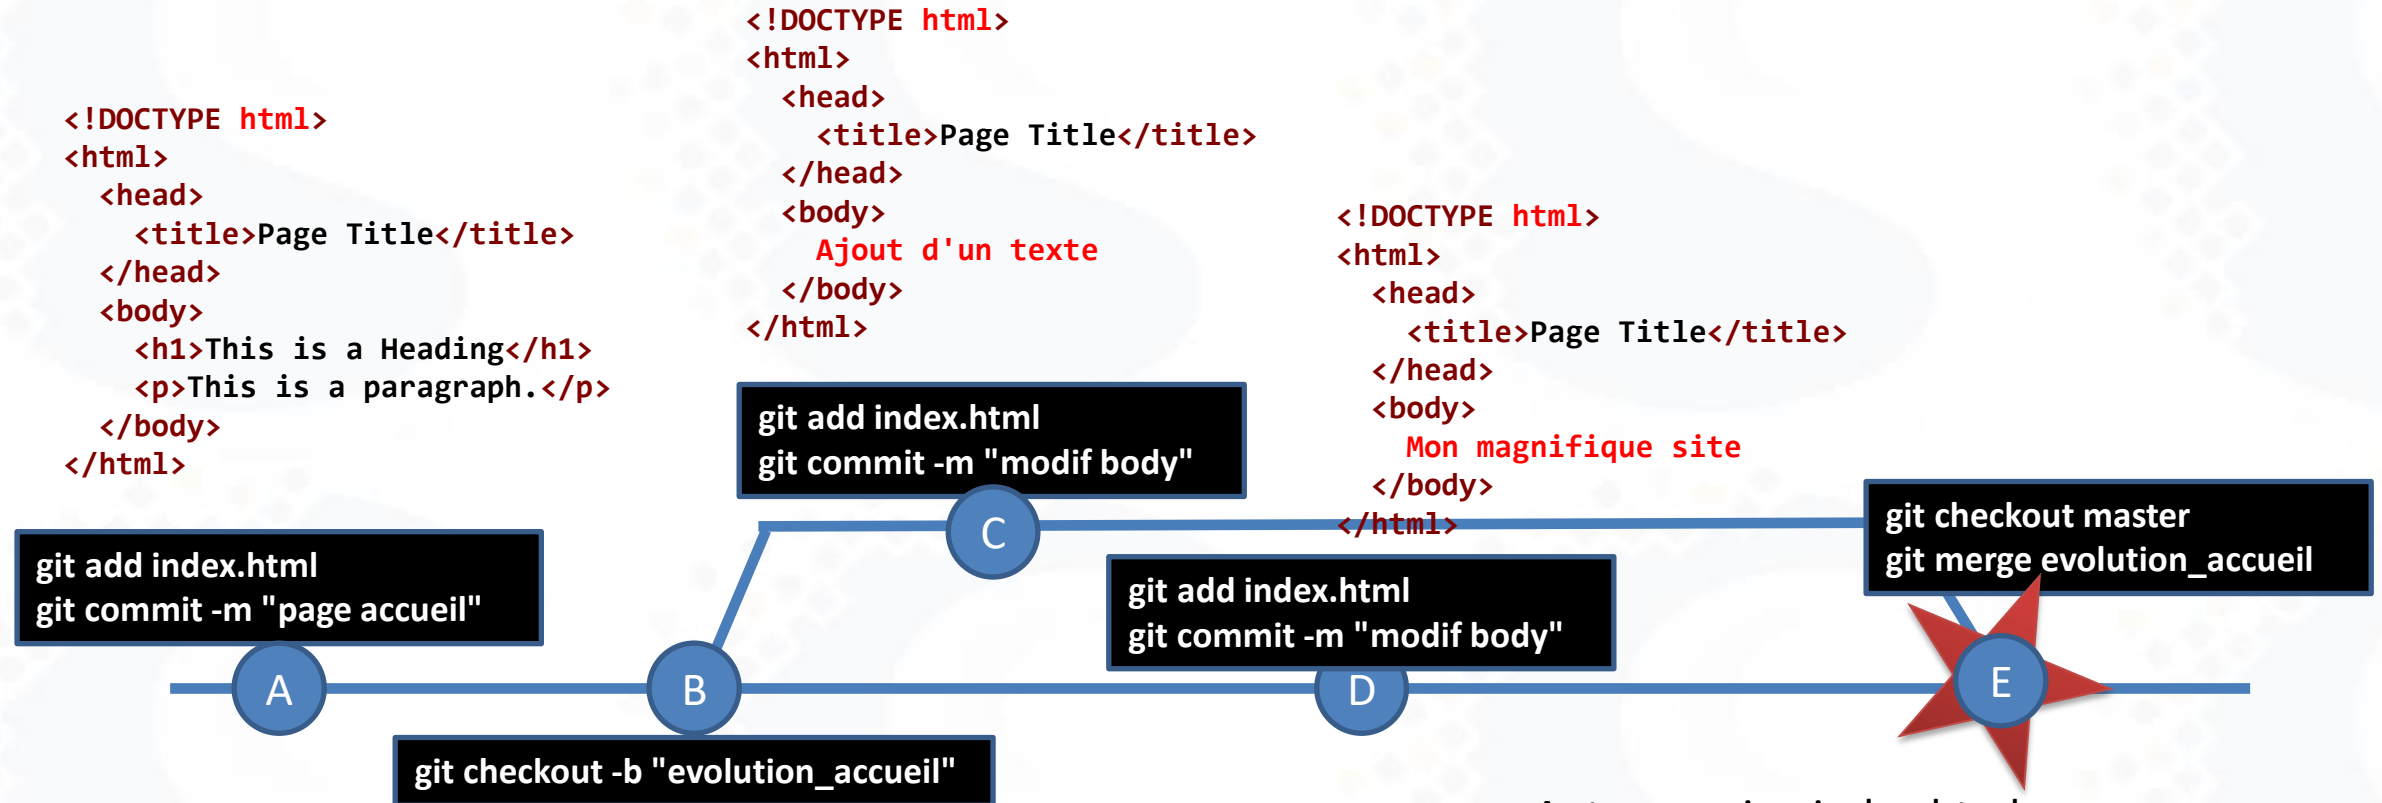 <!DOCTYPE html>
<html>
<head>
<title>Page Title</title>
</head>
<body>
<h1>This is a Heading</h1>
<p>This is a paragraph.</p>
</body>
</html>
git add index.html
git commit -m "page accueil"
A
B
git checkout -b "evolution_accueil"
<!DOCTYPE html>
<html>
<head>
<title>Page Title</title>
</head>
<body>
Ajout d'un texte
</body>
</html>
git add index.html
git commit -m "modif body"
C
<!DOCTYPE html>
<html>
<head>
<title>Page Title</title>
</head>
<body>
Mon magnifique site
</body>
</html>
git add index.html
git commit -m "modif body"
D
git checkout master
git merge evolution_accueil
E